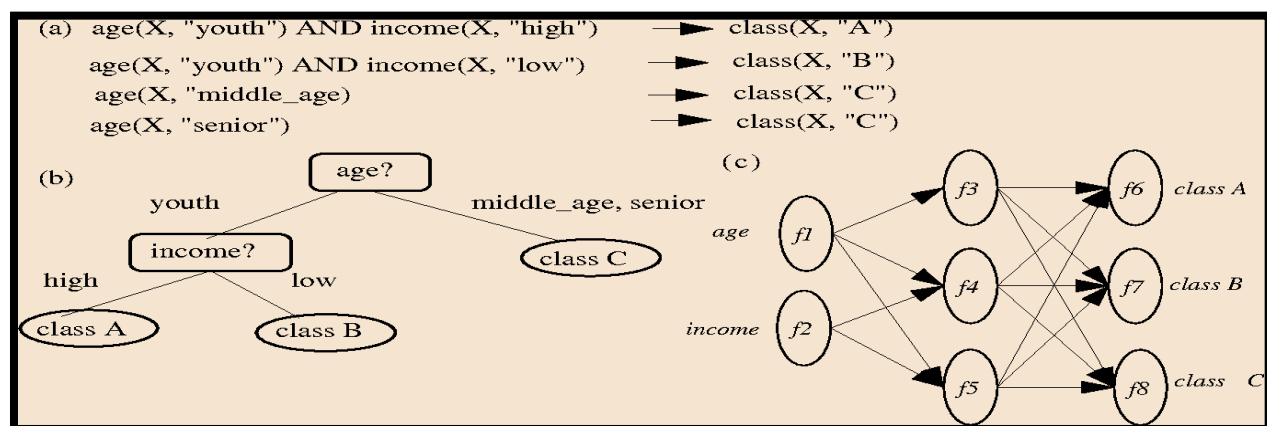 (a) age(X, "youth") AND income(X, "high") class(X, "A")
age(X, "youth") AND income(X, "low") class(X, "B")
age(X, "middle_age) class(X, "C")
age(X, "senior") class(X, "C")
(b)
age?
youth
middle_age, senior
income?
class C
high
low
class A
class B
(c)
age
f1
income
f2
f3
f4
f5
f6
class A
f7
class B
f8
class C